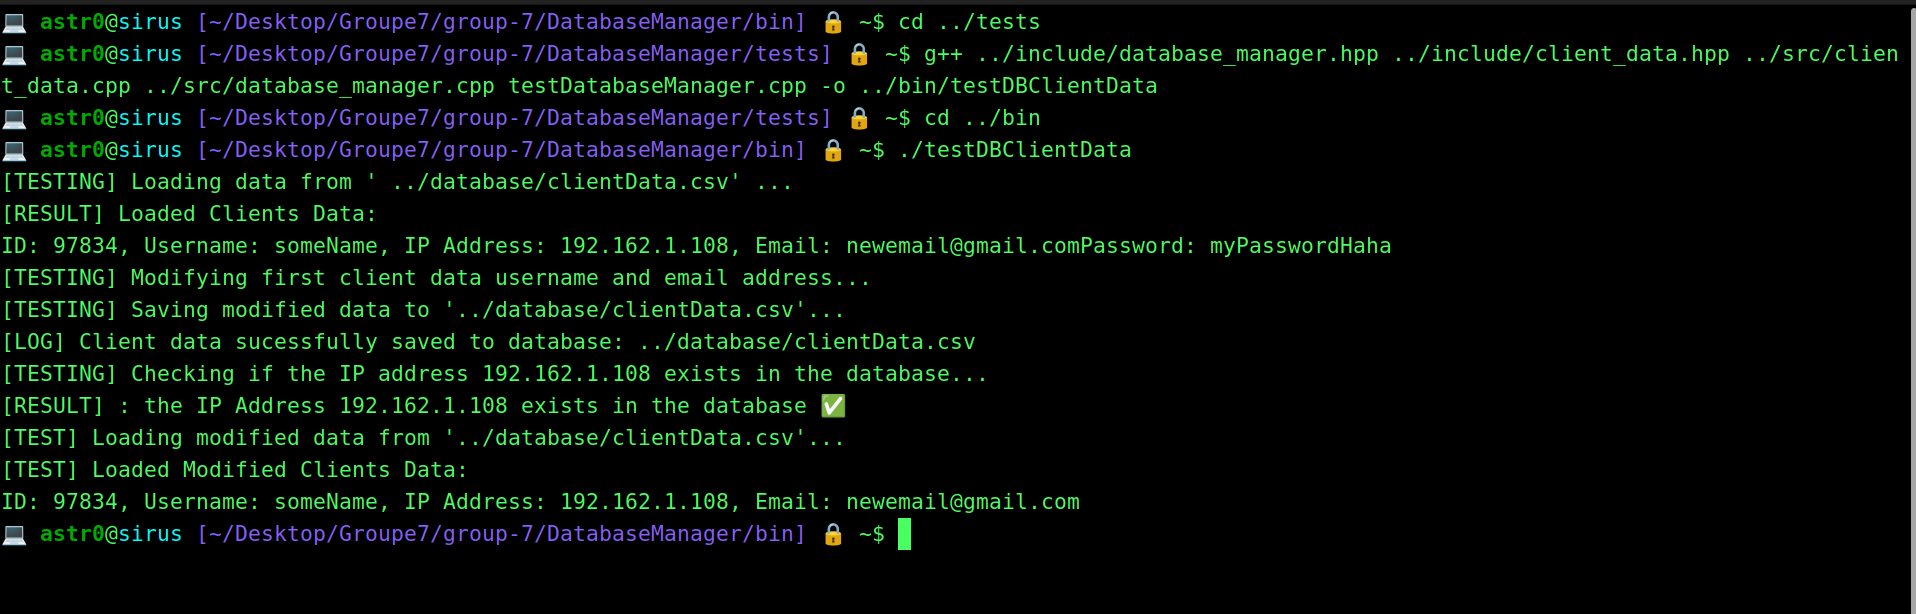 💻 astr0@sirus [~/Desktop/Groupe7/group-7/DatabaseManager/bin] 🔒 ~$ cd ../tests
💻 astr0@sirus [~/Desktop/Groupe7/group-7/DatabaseManager/tests] 🔒 ~$ g++ ../include/database_manager.hpp ../include/client_data.hpp ../src/clien
t_data.cpp ../src/database_manager.cpp testDatabaseManager.cpp -o ../bin/testDBClientData
💻 astr0@sirus [~/Desktop/Groupe7/group-7/DatabaseManager/tests] 🔒 ~$ cd ../bin
💻 astr0@sirus [~/Desktop/Groupe7/group-7/DatabaseManager/bin] 🔒 ~$ ./testDBClientData
[TESTING] Loading data from ' ../database/clientData.csv' ...
[RESULT] Loaded Clients Data:
ID: 97834, Username: someName, IP Address: 192.162.1.108, Email: newemail@gmail.comPassword: myPasswordHaha
[TESTING] Modifying first client data username and email address...
[TESTING] Saving modified data to '../database/clientData.csv'...
[LOG] Client data sucessfully saved to database: ../database/clientData.csv
[TESTING] Checking if the IP address 192.162.1.108 exists in the database...
[RESULT] : the IP Address 192.162.1.108 exists in the database ✅
[TEST] Loading modified data from '../database/clientData.csv'...
[TEST] Loaded Modified Clients Data:
ID: 97834, Username: someName, IP Address: 192.162.1.108, Email: newemail@gmail.com
💻 astr0@sirus [~/Desktop/Groupe7/group-7/DatabaseManager/bin] 🔒 ~$